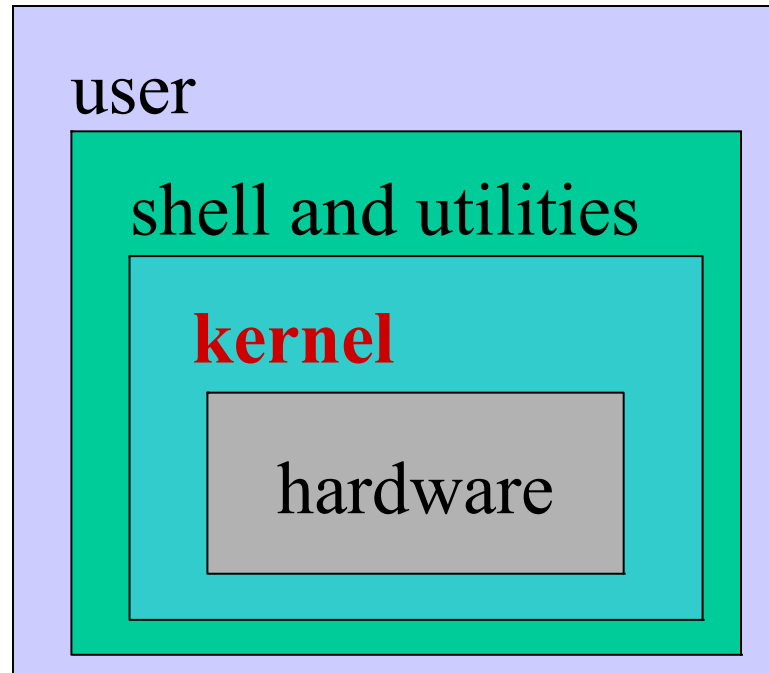 user
shell and utilities
kernel
hardware